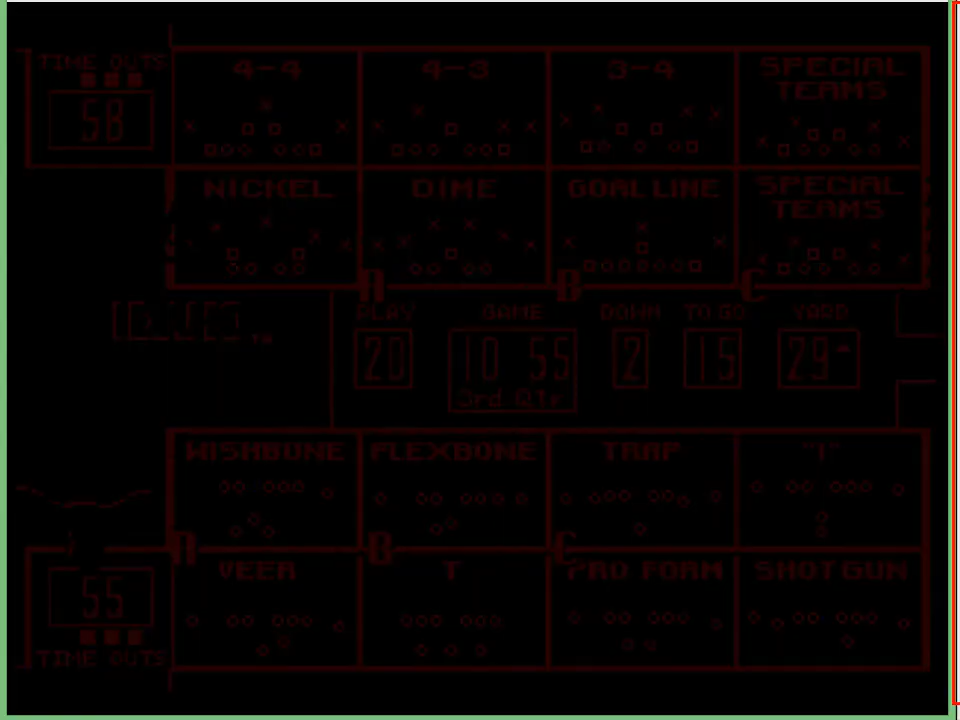 TIME OUTS
58
4-4
4-3
3-4
SPECIAL
TEAMS
NICKEL
DIME
GOAL LINE
SPECIAL
TEAMS
A B C
PLAY GAME DOWN TO GO YARD
20 10 55 2 15 29
3rd QTr
WISHBONE
FLEXBONE
TRAP
"I"
A B C
VEER
T
PRO FORM
SHOTGUN
55
TIME OUTS